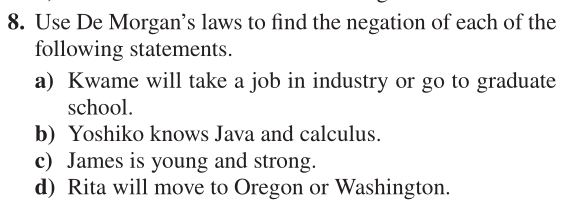 8. Use De Morgan's laws to find the negation of each of the
following statements.
a) Kwame will take a job in industry or go to graduate
school.
b) Yoshiko knows Java and calculus.
c) James is young and strong.
d) Rita will move to Oregon or Washington.